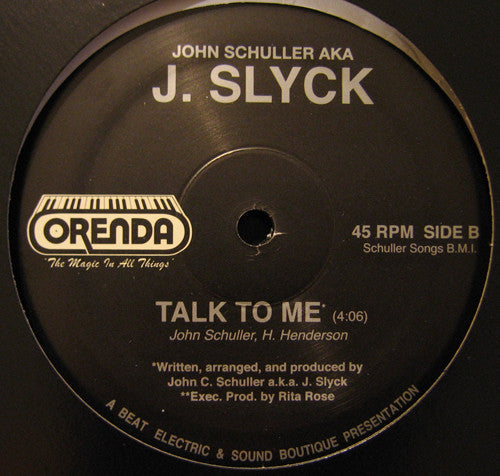 JOHN SCHULLER AKA
J. SLYCK
ORENDA
"The Magic In All Things"
45 RPM SIDE B
Schuller Songs B.M.I.
TALK TO ME* (4:06)
John Schuller, H. Henderson
*Written, arranged, and produced by
John C. Schuller a.k.a. J. Slyck
**Exec. Prod. by Rita Rose
A BEAT ELECTRIC & SOUND BOUTIQUE PRESENTATION